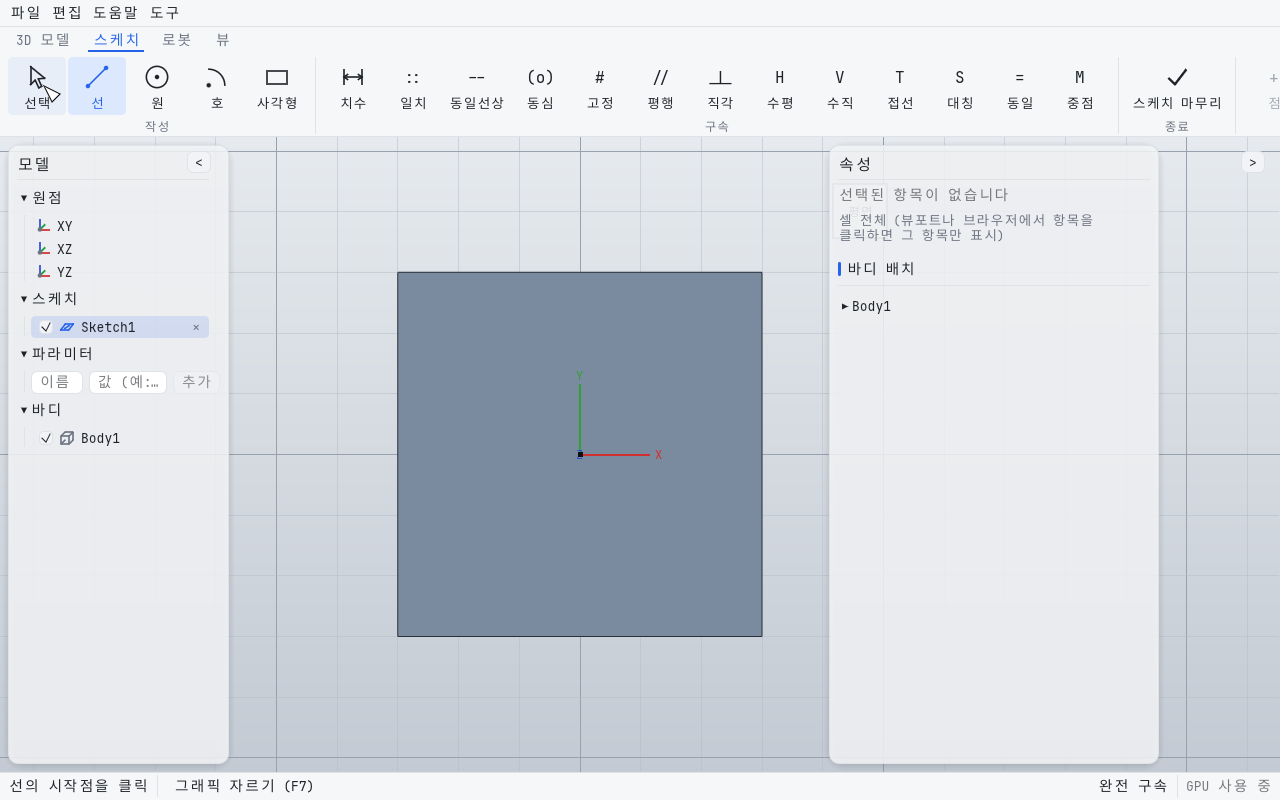 파일 편집 도움말 도구
3D 모델 스케치 로봇 뷰
선택 선 원 호 사각형 치수 일치 동일선상 동심 고정 평행 직각 수평 수직 접선 대칭 동일 중점 스케치 마무리 점
:: -- (o) # // H V T S = M +
작성 구속 종료
모델 <
원점
XY
XZ
YZ
스케치
Sketch1 ×
파라미터
이름 값 (예:… 추가
바디
Body1
Y
X
속성 >
선택된 항목이 없습니다
셀 전체 (뷰포트나 브라우저에서 항목을
클릭하면 그 항목만 표시)
바디 배치
Body1
선의 시작점을 클릭 그래픽 자르기 (F7) 완전 구속 GPU 사용 중